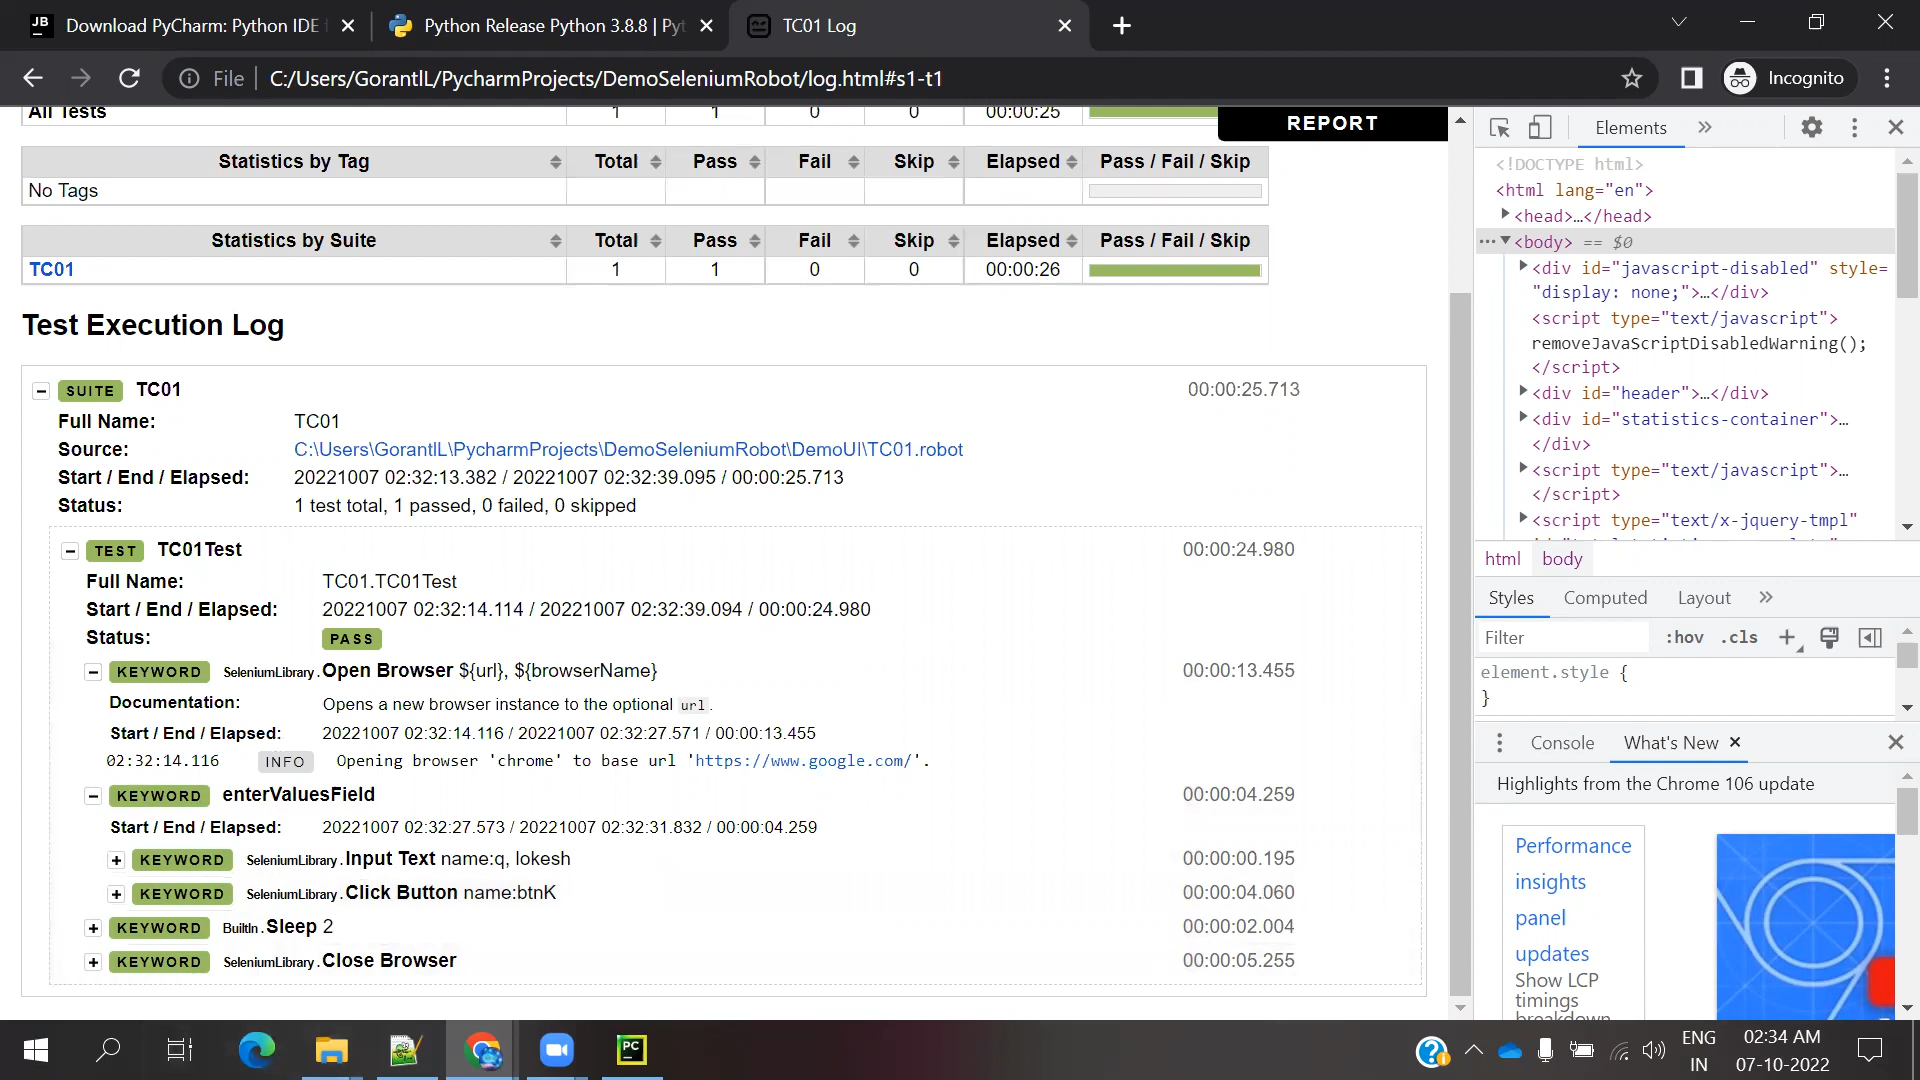 JB Download PyCharm: Python IDE
Python Release Python 3.8.8 | Pyt
TC01 Log
File C:/Users/GorantlL/PycharmProjects/DemoSeleniumRobot/log.html#s1-t1
Incognito
All Tests 1 1 0 0 00:00:25
REPORT
Statistics by Tag Total Pass Fail Skip Elapsed Pass / Fail / Skip
No Tags
Statistics by Suite Total Pass Fail Skip Elapsed Pass / Fail / Skip
TC01 1 1 0 0 00:00:26
Test Execution Log
SUITE TC01 00:00:25.713
Full Name: TC01
Source: C:\Users\GorantlL\PycharmProjects\DemoSeleniumRobot\DemoUI\TC01.robot
Start / End / Elapsed: 20221007 02:32:13.382 / 20221007 02:32:39.095 / 00:00:25.713
Status: 1 test total, 1 passed, 0 failed, 0 skipped
TEST TC01Test 00:00:24.980
Full Name: TC01.TC01Test
Start / End / Elapsed: 20221007 02:32:14.114 / 20221007 02:32:39.094 / 00:00:24.980
Status: PASS
KEYWORD SeleniumLibrary.Open Browser ${url}, ${browserName} 00:00:13.455
Documentation: Opens a new browser instance to the optional url.
Start / End / Elapsed: 20221007 02:32:14.116 / 20221007 02:32:27.571 / 00:00:13.455
02:32:14.116 INFO Opening browser 'chrome' to base url 'https://www.google.com/'.
KEYWORD enterValuesField 00:00:04.259
Start / End / Elapsed: 20221007 02:32:27.573 / 20221007 02:32:31.832 / 00:00:04.259
KEYWORD SeleniumLibrary.Input Text name:q, lokesh 00:00:00.195
KEYWORD SeleniumLibrary.Click Button name:btnK 00:00:04.060
KEYWORD BuiltIn.Sleep 2 00:00:02.004
KEYWORD SeleniumLibrary.Close Browser 00:00:05.255
Elements
<!DOCTYPE html>
<html lang="en">
<head>…</head>
<body> == $0
<div id="javascript-disabled" style=
"display: none;">…</div>
<script type="text/javascript">
removeJavaScriptDisabledWarning();
</script>
<div id="header">…</div>
<div id="statistics-container">…
</div>
<script type="text/javascript">…
</script>
<script type="text/x-jquery-tmpl"
html body
Styles Computed Layout
Filter :hov .cls
element.style {
}
Console What's New
Highlights from the Chrome 106 update
Performance
insights
panel
updates
Show LCP
timings
breakdown
PC
ENG
IN
02:34 AM
07-10-2022